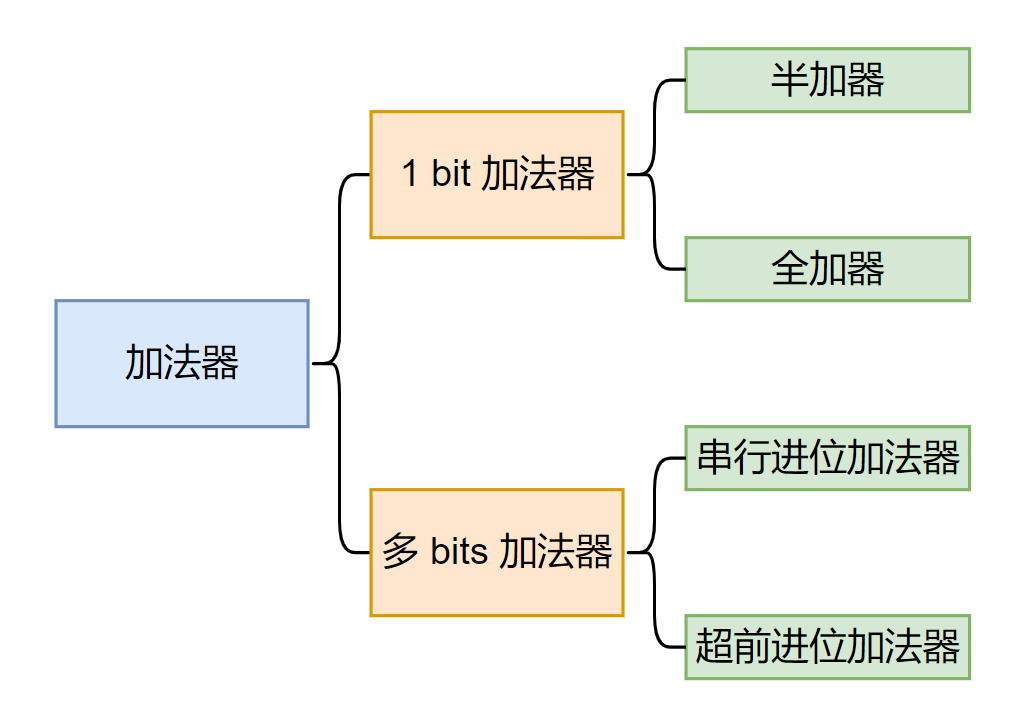 加法器
1 bit 加法器
半加器
全加器
多 bits 加法器
串行进位加法器
超前进位加法器